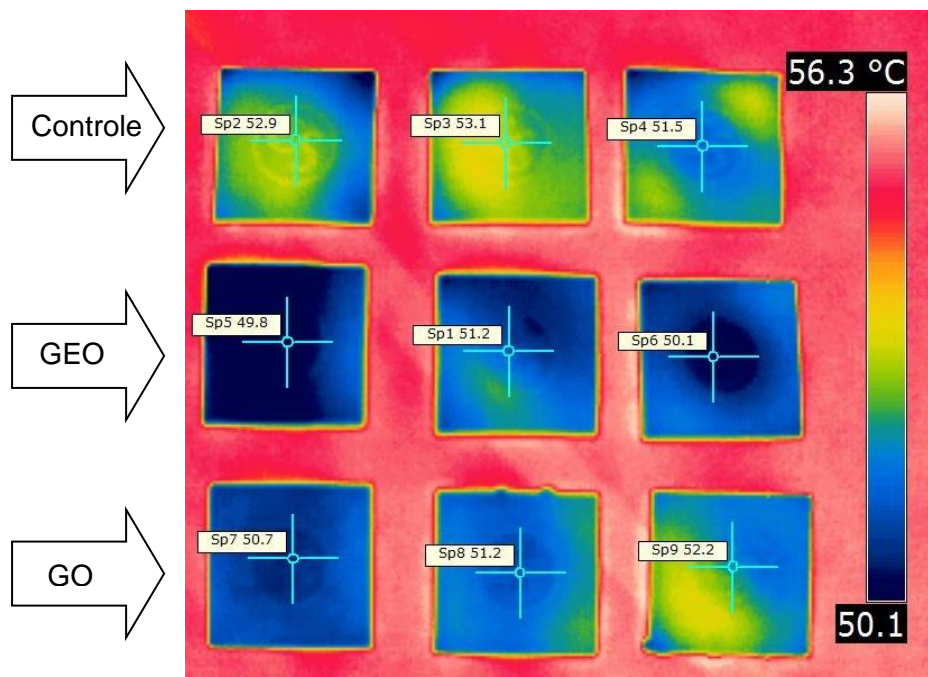 56.3 °C
Controle
Sp2 52.9
Sp3 53.1
Sp4 51.5
GEO
Sp5 49.8
Sp1 51.2
Sp6 50.1
GO
Sp7 50.7
Sp8 51.2
Sp9 52.2
50.1